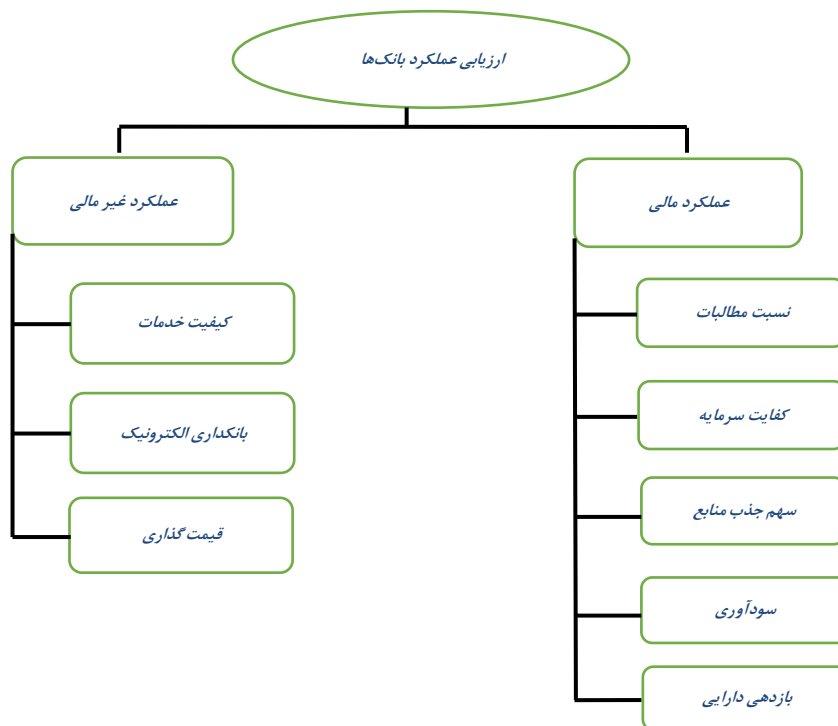 ارزیابی عملکرد بانک‌ها
عملکرد مالی
نسبت مطالبات
کفایت سرمایه
سهم جذب منابع
سودآوری
بازدهی دارایی
عملکرد غیر مالی
کیفیت خدمات
بانکداری الکترونیک
قیمت گذاری